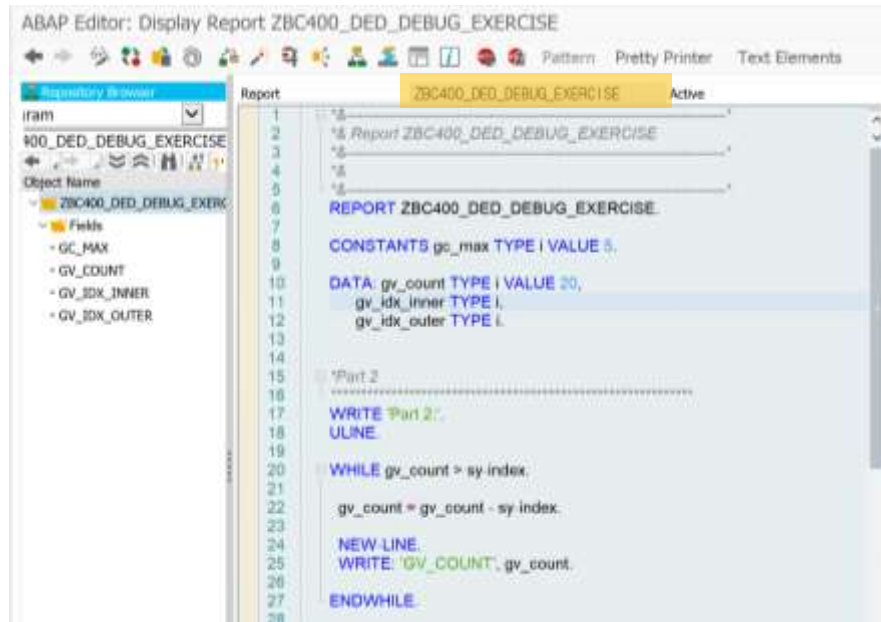 ABAP Editor: Display Report ZBC400_DED_DEBUG_EXERCISE
Pattern Pretty Printer Text Elements
Repository Browser
ram
400_DED_DEBUG_EXERCISE
Object Name
ZBC400_DED_DEBUG_EXERC
Fields
GC_MAX
GV_COUNT
GV_IDX_INNER
GV_IDX_OUTER
Report ZBC400_DED_DEBUG_EXERCISE Active
1 *&---------------------------------------------------------------------*
2 *& Report ZBC400_DED_DEBUG_EXERCISE
3 *&---------------------------------------------------------------------*
4 *&
5 *&---------------------------------------------------------------------*
6 REPORT ZBC400_DED_DEBUG_EXERCISE.
7
8 CONSTANTS gc_max TYPE i VALUE 5.
9
10 DATA: gv_count TYPE i VALUE 20,
11 gv_idx_inner TYPE i,
12 gv_idx_outer TYPE i.
13
14
15 *Part 2
16 **********************************************************************
17 WRITE 'Part 2:'.
18 ULINE.
19
20 WHILE gv_count > sy-index.
21
22 gv_count = gv_count - sy-index.
23
24 NEW-LINE.
25 WRITE: 'GV_COUNT', gv_count.
26
27 ENDWHILE.
28